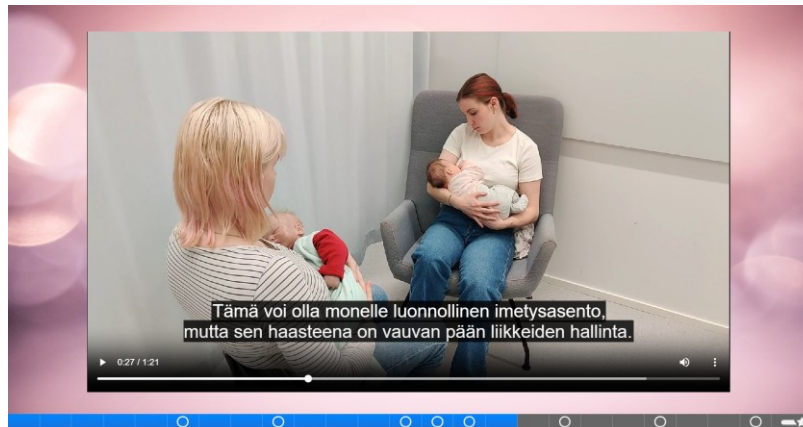 Tämä voi olla monelle luonnollinen imetysasento,
mutta sen haasteena on vauvan pään liikkeiden hallinta.
0:27 / 1:21